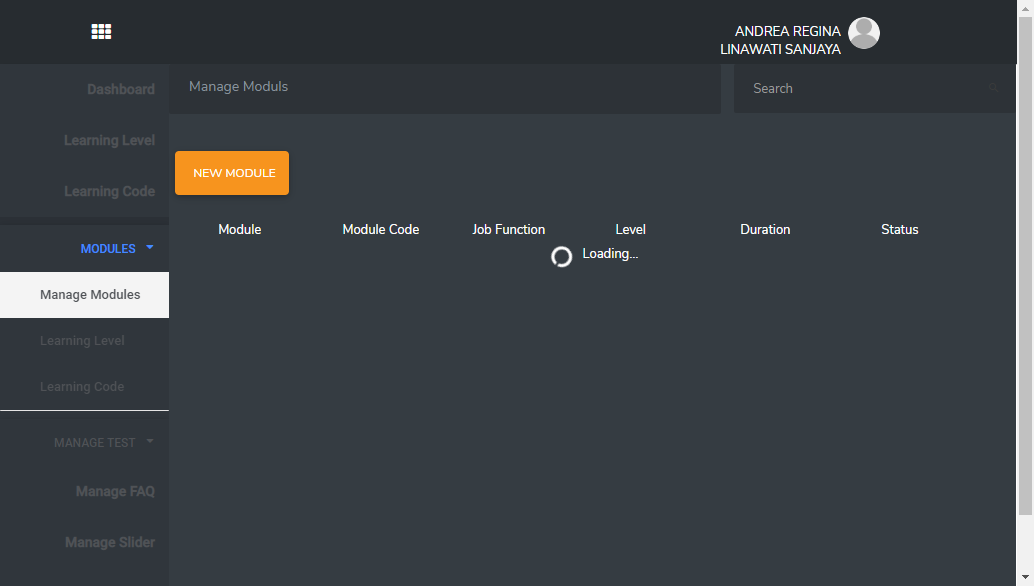 ANDREA REGINA
LINAWATI SANJAYA
Dashboard
Learning Level
Learning Code
MODULES
Manage Modules
Learning Level
Learning Code
MANAGE TEST
Manage FAQ
Manage Slider
Manage Moduls
Search
NEW MODULE
Module Module Code Job Function Level Duration Status
Loading...